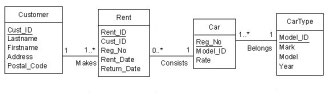 Customer
Cust_ID
Lastname
Firstname
Address
Postal_Code
1
1..*
Makes
Rent
Rent_ID
Cust_ID
Reg_No
Rent_Date
Return_Date
0..*
1
Consists
Car
Reg_No
Model_ID
Rate
1..*
1
Belongs
CarType
Model_ID
Mark
Model
Year